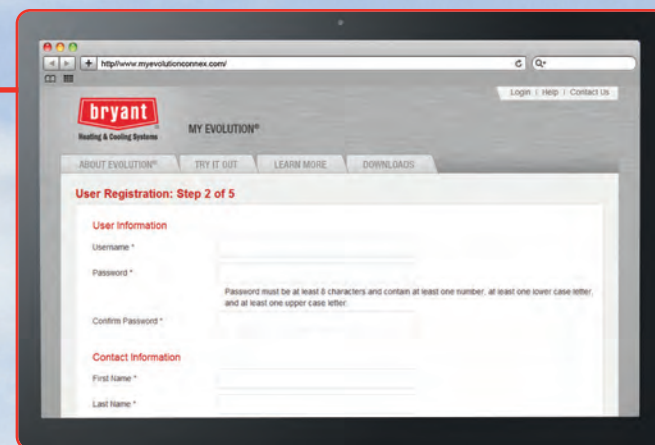 http//www.myevolutionconnex.com/
Login | Help | Contact Us
bryant
Heating & Cooling Systems
MY EVOLUTION®
ABOUT EVOLUTION®
TRY IT OUT
LEARN MORE
DOWNLOADS
User Registration: Step 2 of 5
User Information
Username *
Password *
Password must be at least 8 characters and contain at least one number, at least one lower case letter,
and at least one upper case letter
Confirm Password *
Contact Information
First Name *
Last Name *